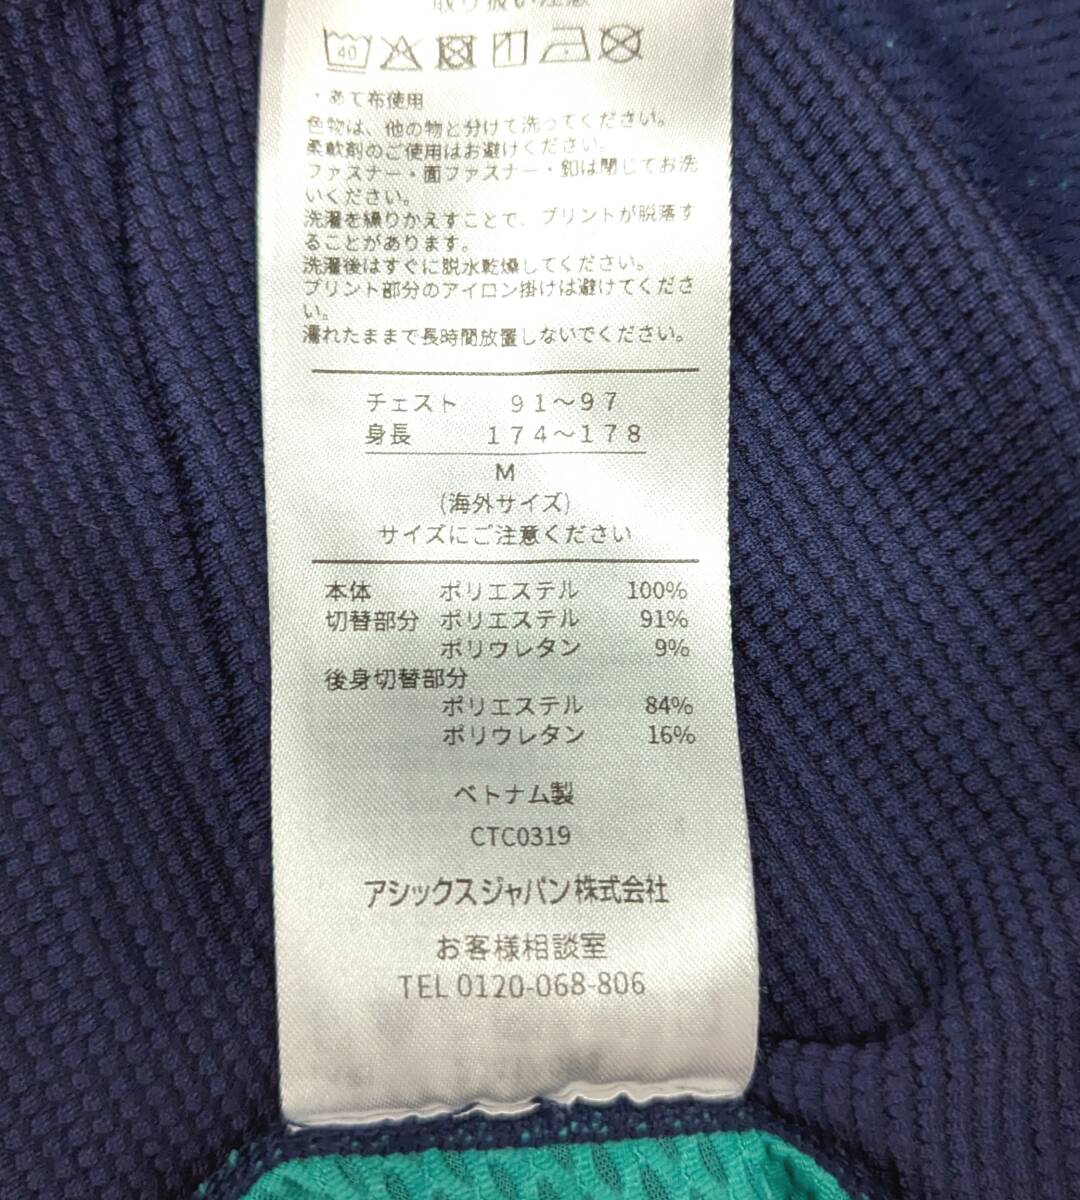 取り扱い注意
40
・あて布使用
色物は、他の物と分けて洗ってください。
柔軟剤のご使用はお避けください。
ファスナー・面ファスナー・釦は閉じてお洗
いください。
洗濯を繰りかえすことで、プリントが脱落す
ることがあります。
洗濯後はすぐに脱水乾燥してください。
プリント部分のアイロン掛けは避けてくださ
い。
濡れたままで長時間放置しないでください。
チェスト 91〜97
身長 174〜178
M
(海外サイズ)
サイズにご注意ください
本体 ポリエステル 100%
切替部分 ポリエステル 91%
ポリウレタン 9%
後身切替部分
ポリエステル 84%
ポリウレタン 16%
ベトナム製
CTC0319
アシックスジャパン株式会社
お客様相談室
TEL 0120-068-806